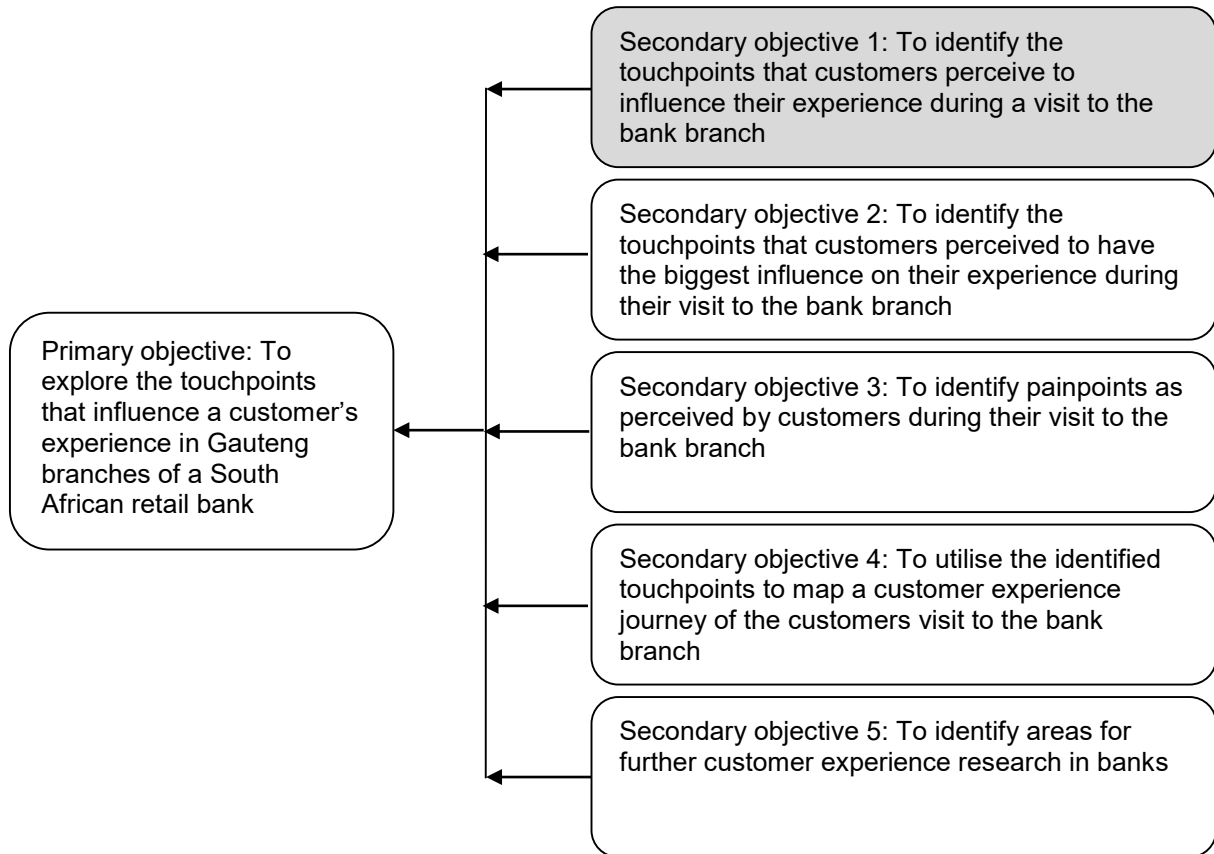 Secondary objective 1: To identify the
touchpoints that customers perceive to
influence their experience during a visit to the
bank branch
Secondary objective 2: To identify the
touchpoints that customers perceived to have
the biggest influence on their experience during
their visit to the bank branch
Primary objective: To
explore the touchpoints
that influence a customer’s
experience in Gauteng
branches of a South
African retail bank
Secondary objective 3: To identify painpoints as
perceived by customers during their visit to the
bank branch
Secondary objective 4: To utilise the identified
touchpoints to map a customer experience
journey of the customers visit to the bank
branch
Secondary objective 5: To identify areas for
further customer experience research in banks